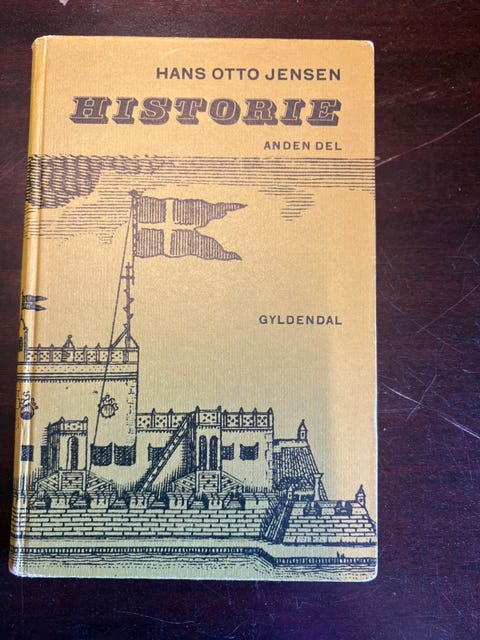 HANS OTTO JENSEN
HISTORIE
ANDEN DEL
GYLDENDAL